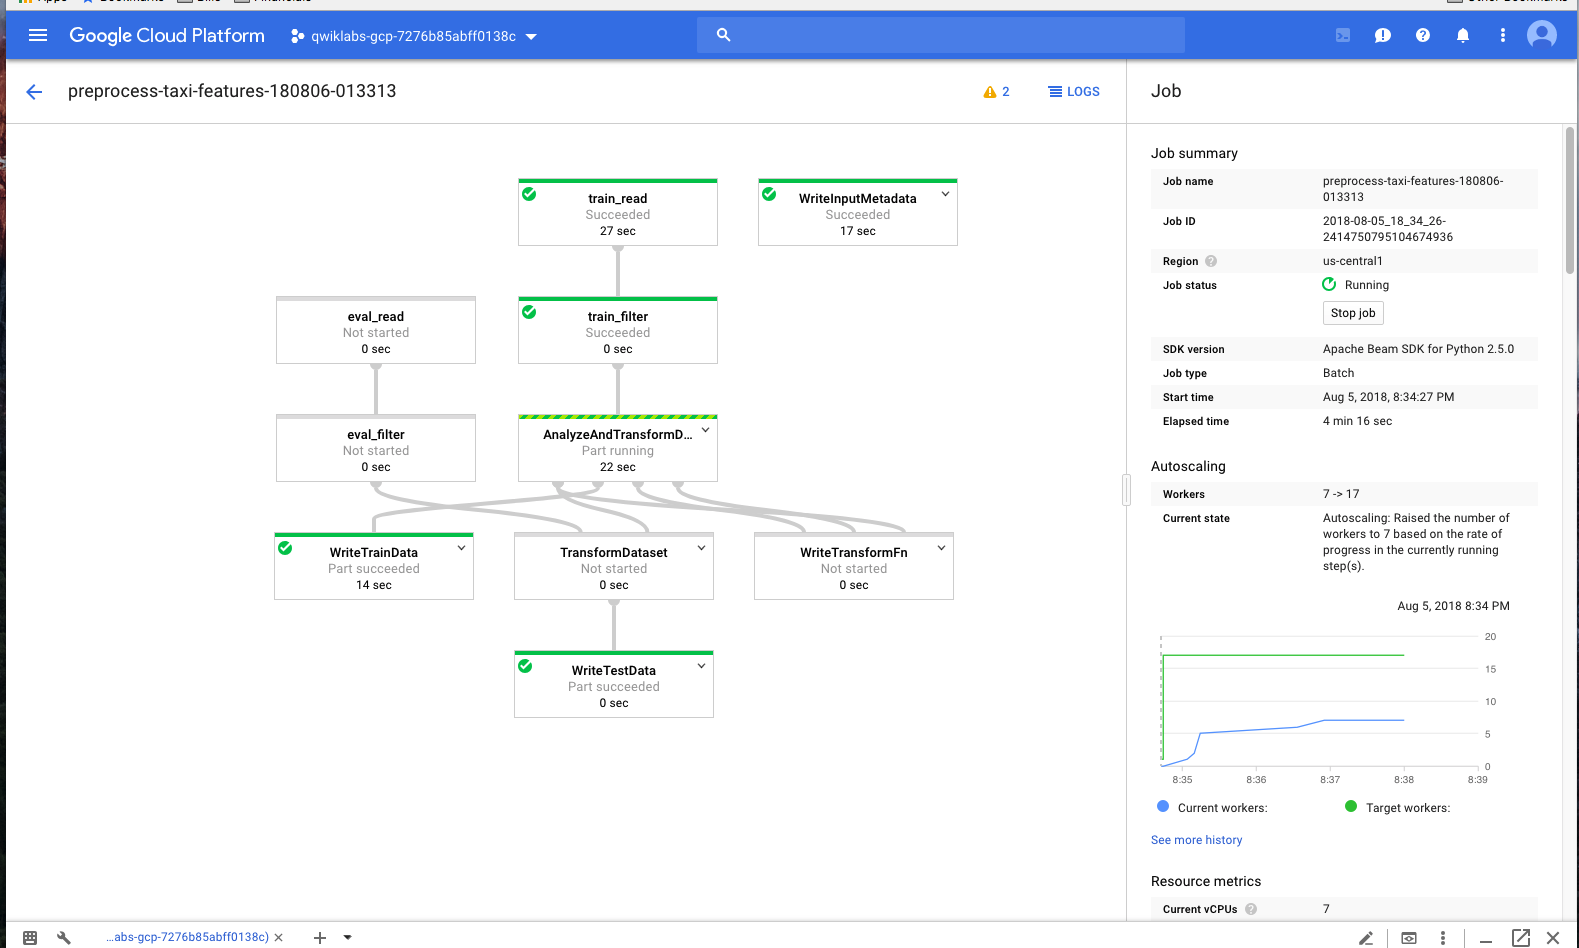 Apps Bookmarks Bills Financials Other Bookmarks
Google Cloud Platform qwiklabs-gcp-7276b85abff0138c
preprocess-taxi-features-180806-013313 2 LOGS Job
Job summary
Job name preprocess-taxi-features-180806-
013313
Job ID 2018-08-05_18_34_26-
2414750795104674936
Region us-central1
Job status Running
Stop job
SDK version Apache Beam SDK for Python 2.5.0
Job type Batch
Start time Aug 5, 2018, 8:34:27 PM
Elapsed time 4 min 16 sec
Autoscaling
Workers 7 -> 17
Current state Autoscaling: Raised the number of
workers to 7 based on the rate of
progress in the currently running
step(s).
Aug 5, 2018 8:34 PM
20
15
10
5
0
8:35 8:36 8:37 8:38 8:39
Current workers: Target workers:
See more history
Resource metrics
Current vCPUs 7
train_read
Succeeded
27 sec
WriteInputMetadata
Succeeded
17 sec
eval_read
Not started
0 sec
train_filter
Succeeded
0 sec
eval_filter
Not started
0 sec
AnalyzeAndTransformD...
Part running
22 sec
WriteTrainData
Part succeeded
14 sec
TransformDataset
Not started
0 sec
WriteTransformFn
Not started
0 sec
WriteTestData
Part succeeded
0 sec
...abs-gcp-7276b85abff0138c)